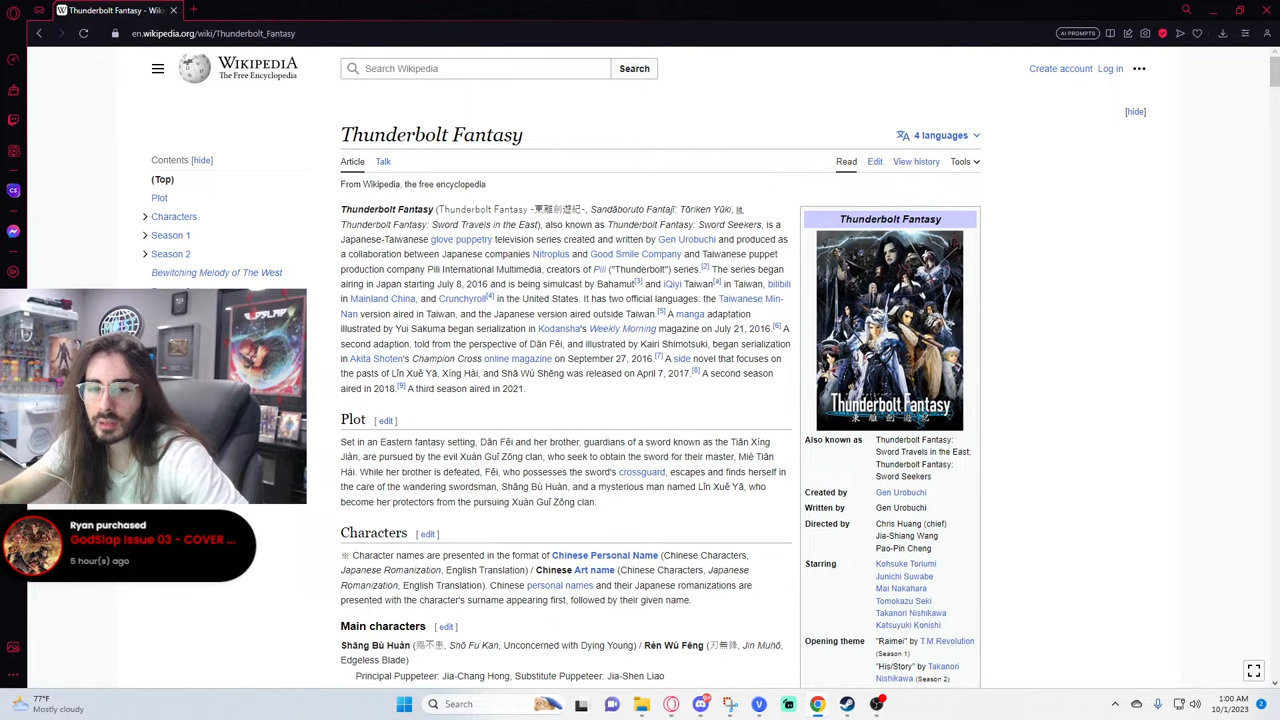 Thunderbolt Fantasy - Wiki
en.wikipedia.org/wiki/Thunderbolt_Fantasy
AI PROMPTS
WIKIPEDIA
The Free Encyclopedia
Search Wikipedia
Search
Create account Log in
[hide]
Thunderbolt Fantasy
4 languages
Contents [hide]
Article Talk
Read Edit View history Tools
(Top)
From Wikipedia, the free encyclopedia
Plot
Characters
Season 1
Season 2
Bewitching Melody of The West
Thunderbolt Fantasy (Thunderbolt Fantasy -東離劍遊紀-, Sandāboruto Fantajī: Tōriken Yūki,
Thunderbolt Fantasy: Sword Travels in the East), also known as Thunderbolt Fantasy: Sword Seekers, is a
Japanese-Taiwanese glove puppetry television series created and written by Gen Urobuchi and produced as
a collaboration between Japanese companies Nitroplus and Good Smile Company and Taiwanese puppet
production company Pili International Multimedia, creators of Pili ("Thunderbolt") series.[2] The series began
airing in Japan starting July 8, 2016 and is being simulcast by Bahamut[3] and iQiyi Taiwan[a] in Taiwan, bilibili
in Mainland China, and Crunchyroll[4] in the United States. It has two official languages: the Taiwanese Min-
Nan version aired in Taiwan, and the Japanese version aired outside Taiwan.[5] A manga adaptation
illustrated by Yui Sakuma began serialization in Kodansha's Weekly Morning magazine on July 21, 2016.[6] A
second adaptation, told from the perspective of Dān Fěi, and illustrated by Kairi Shimotsuki, began serialization
in Akita Shoten's Champion Cross online magazine on September 27, 2016.[7] A side novel that focuses on
the pasts of Lǐn Xuě Yā, Xíng Hài, and Shā Wú Shēng was released on April 7, 2017.[8] A second season
aired in 2018.[9] A third season aired in 2021.
Plot [ edit ]
Set in an Eastern fantasy setting, Dān Fěi and her brother, guardians of a sword known as the Tiān Xíng
Jiàn, are pursued by the evil Xuán Guǐ Zōng clan, who seek to obtain the sword for their master, Miè Tiān
Hái. While her brother is defeated, Fěi, who possesses the sword's crossguard, escapes and finds herself in
the care of the wandering swordsman, Shāng Bù Huàn, and a mysterious man named Lǐn Xuě Yā, who
become her protectors from the pursuing Xuán Guǐ Zōng clan.
Characters [ edit ]
※ Character names are presented in the format of Chinese Personal Name (Chinese Characters,
Japanese Romanization, English Translation) / Chinese Art name (Chinese Characters, Japanese
Romanization, English Translation). Chinese personal names and their Japanese romanizations are
presented with the character's surname appearing first, followed by their given name.
Main characters [ edit ]
Shāng Bù Huàn (殤不患, Shō Fu Kan, Unconcerned with Dying Young) / Rèn Wú Fēng (刃無鋒, Jin Muhō,
Edgeless Blade)
Principal Puppeteer: Jia-Chang Hong, Substitute Puppeteer: Jia-Shen Liao
Thunderbolt Fantasy
Thunderbolt Fantasy
東離劍遊紀
Also known as Thunderbolt Fantasy:
Sword Travels in the East;
Thunderbolt Fantasy:
Sword Seekers
Created by Gen Urobuchi
Written by Gen Urobuchi
Directed by Chris Huang (chief)
Jia-Shiang Wang
Pao-Pin Cheng
Starring Kohsuke Toriumi
Junichi Suwabe
Mai Nakahara
Tomokazu Seki
Takanori Nishikawa
Katsuyuki Konishi
Opening theme "Raimei" by T.M.Revolution
(Season 1)
"His/Story" by Takanori
Nishikawa (Season 2)
GODSLAP
Ryan purchased
GodSlap Issue 03 - COVER ...
5 hour(s) ago
77°F
Mostly cloudy
Search
1:00 AM
10/1/2023